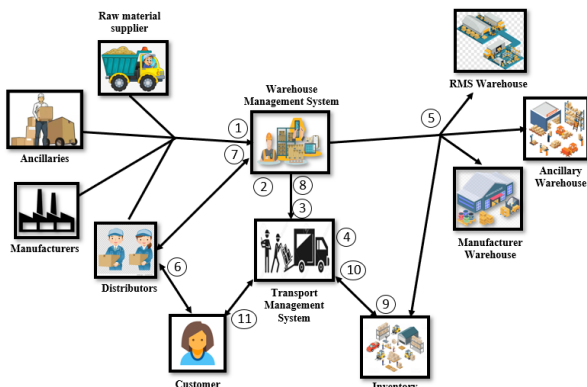 Raw material
supplier
RMS Warehouse
Warehouse
Management System
1
5
7
Ancillaries
2
8
Ancillary
Warehouse
3
4
Manufacturers
Manufacturer
Warehouse
6
10
Distributors
Transport
Management
System
9
11
Customer
Inventory